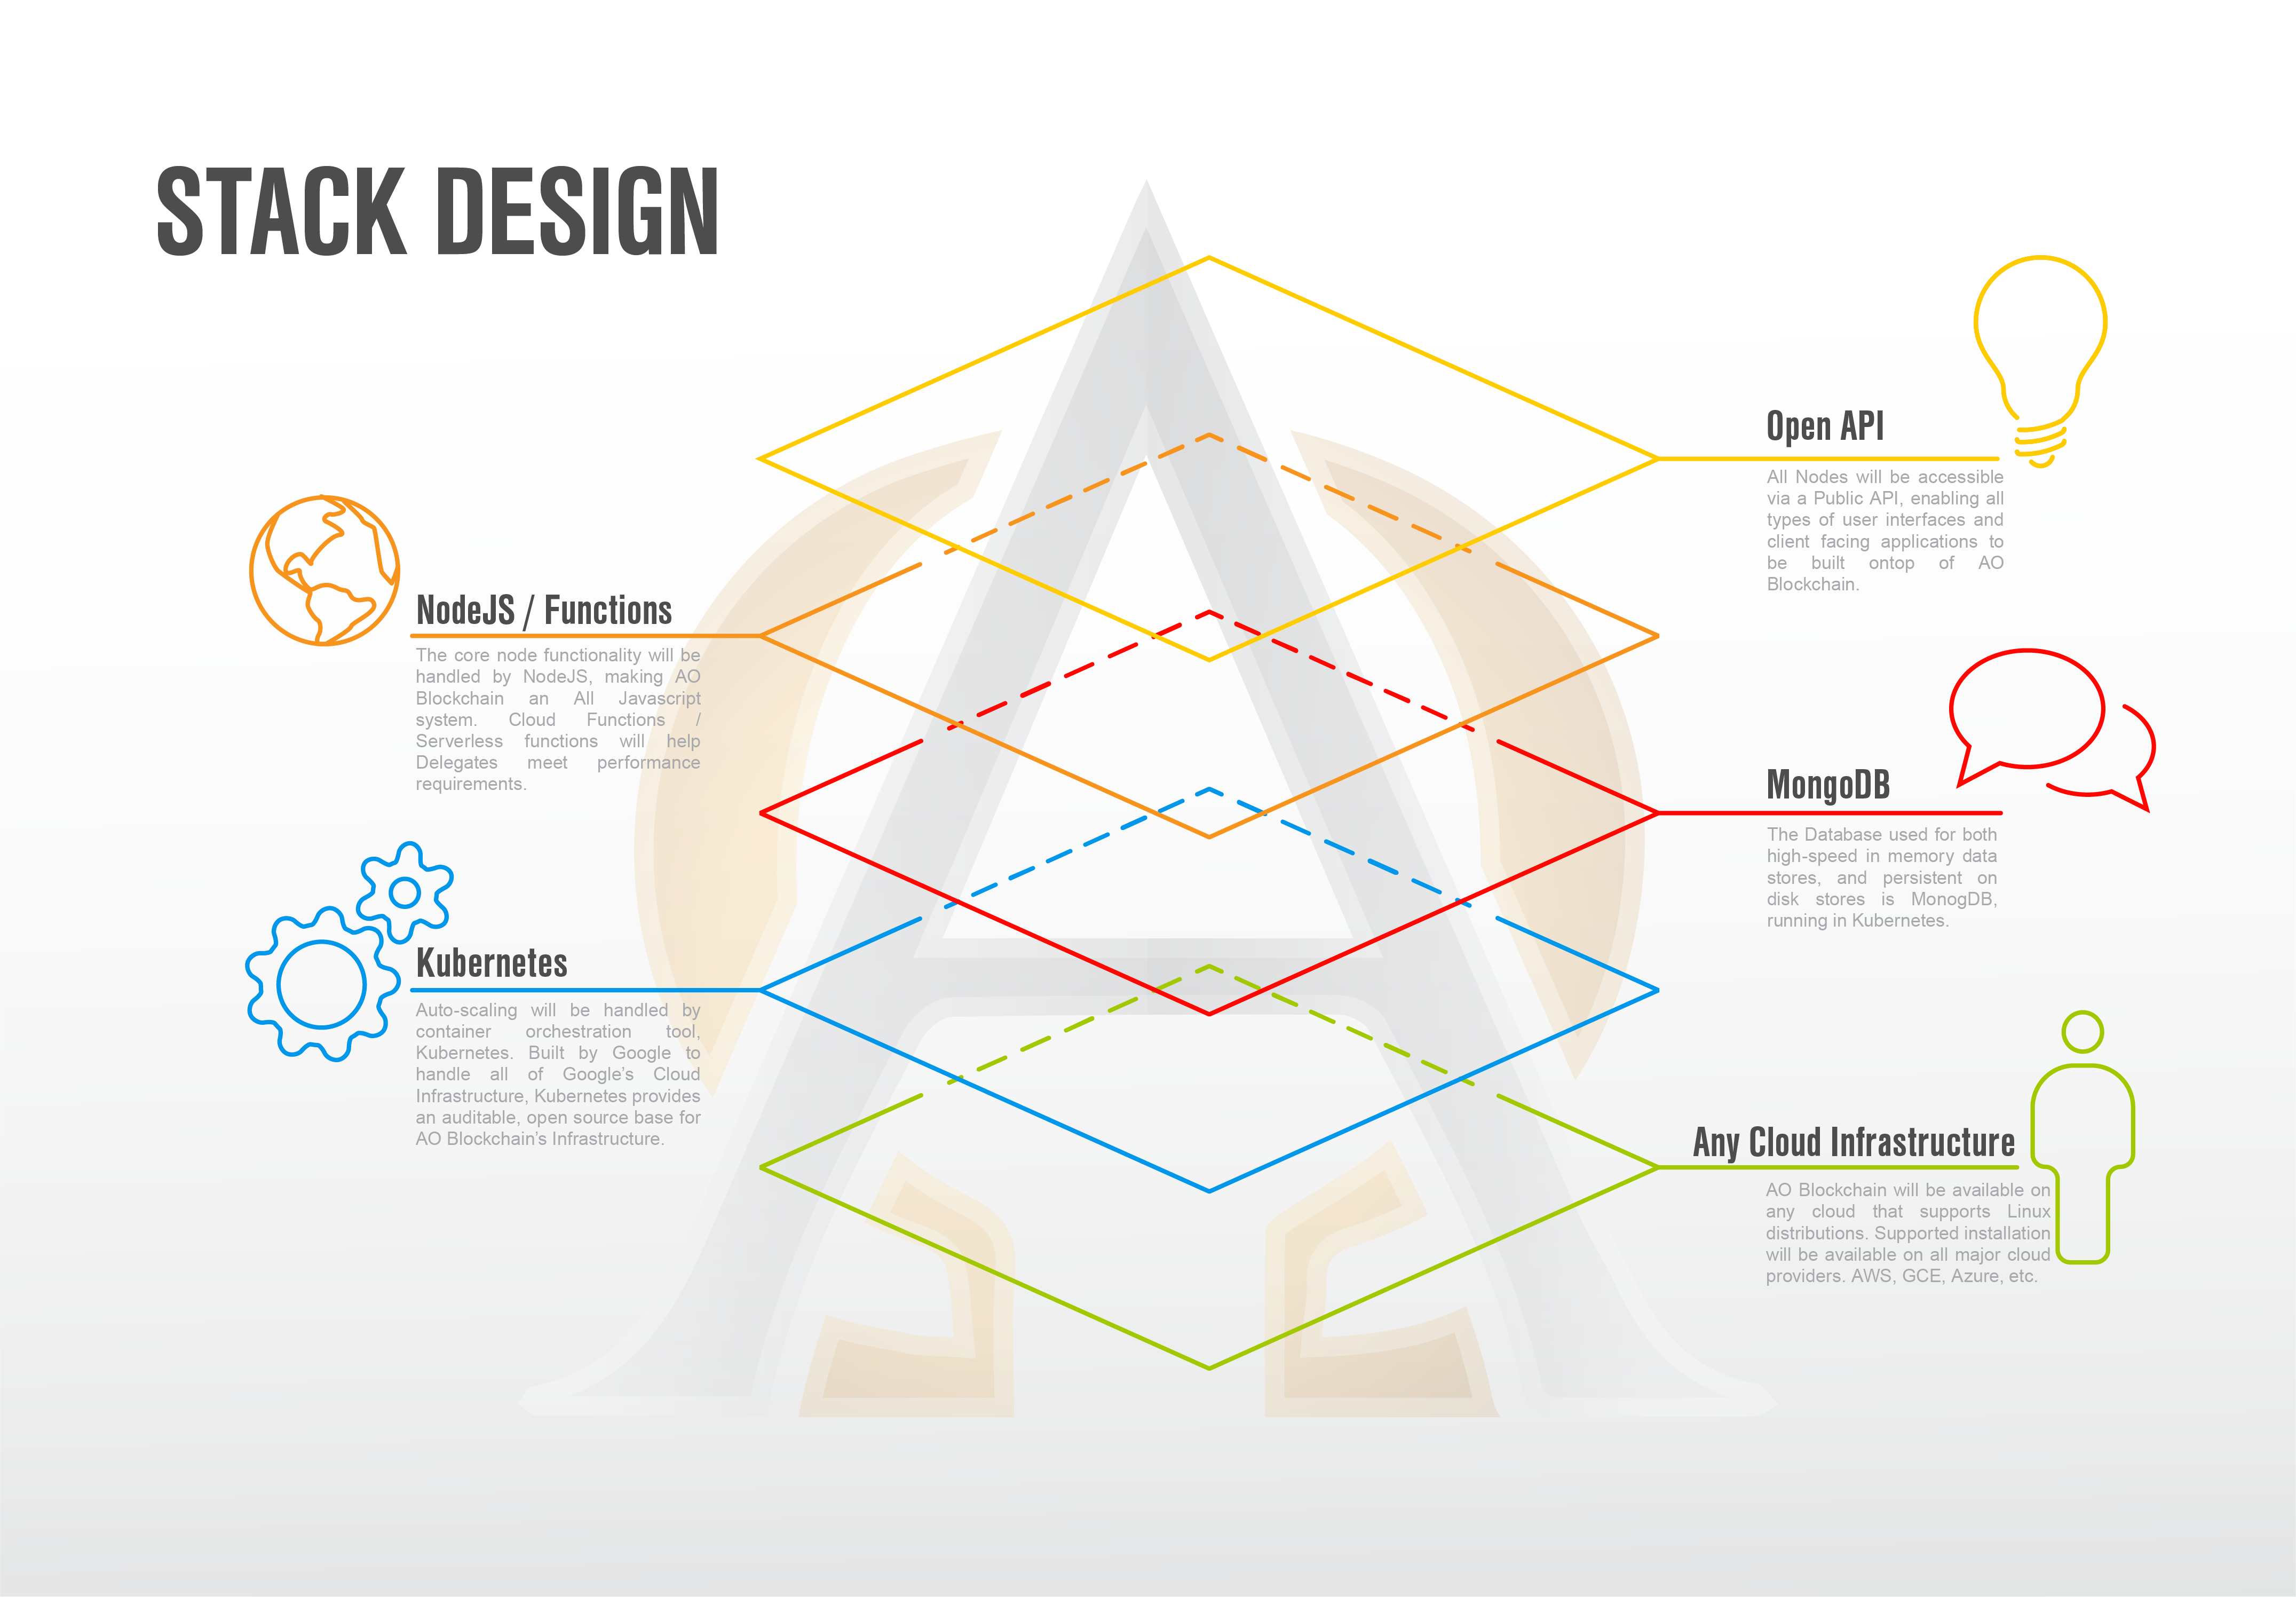 STACK DESIGN
Open API
All Nodes will be accessible
via a Public API, enabling all
types of user interfaces and
client facing applications to
be built ontop of AO
Blockchain.
NodeJS / Functions
The core node functionality will be
handled by NodeJS, making AO
Blockchain an All Javascript
system. Cloud Functions /
Serverless functions will help
Delegates meet performance
requirements.
MongoDB
The Database used for both
high-speed in memory data
stores, and persistent on
disk stores is MonogDB,
running in Kubernetes.
Kubernetes
Auto-scaling will be handled by
container orchestration tool,
Kubernetes. Built by Google to
handle all of Google's Cloud
Infrastructure, Kubernetes provides
an auditable, open source base for
AO Blockchain's Infrastructure.
Any Cloud Infrastructure
AO Blockchain will be available on
any cloud that supports Linux
distributions. Supported installation
will be available on all major cloud
providers. AWS, GCE, Azure, etc.